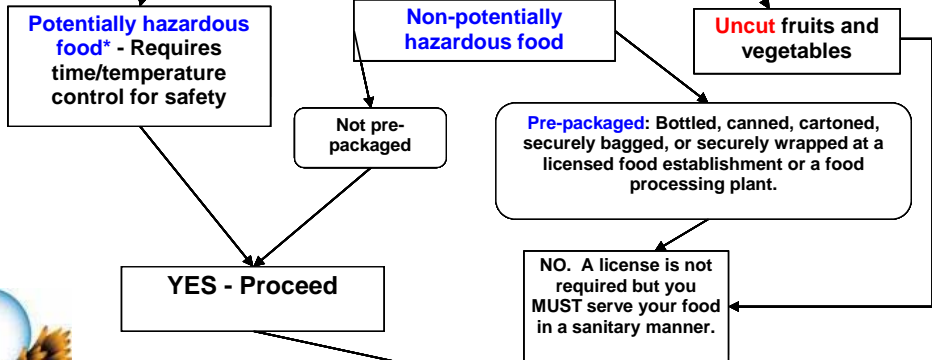 Potentially hazardous
food* - Requires
time/temperature
control for safety
Non-potentially
hazardous food
Uncut fruits and
vegetables
Not pre-
packaged
Pre-packaged: Bottled, canned, cartoned,
securely bagged, or securely wrapped at a
licensed food establishment or a food
processing plant.
YES - Proceed
NO. A license is not
required but you
MUST serve your food
in a sanitary manner.